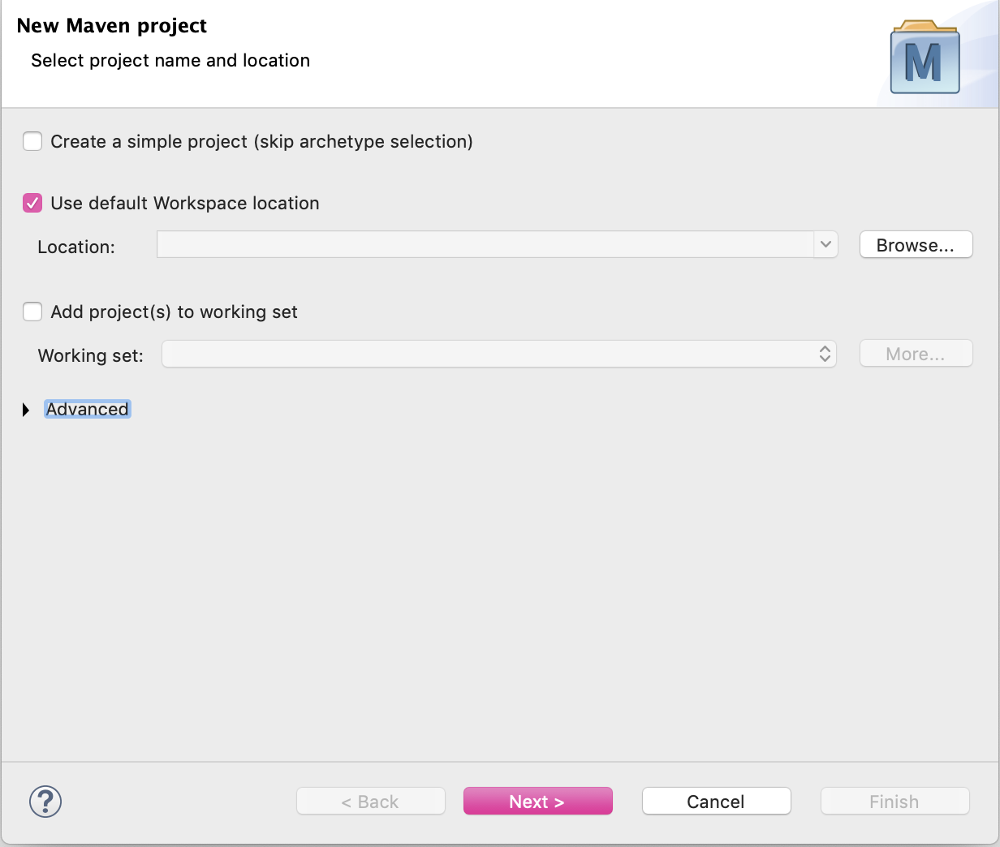 New Maven project
Select project name and location
M
Create a simple project (skip archetype selection)
Use default Workspace location
Location:
Browse...
Add project(s) to working set
Working set:
More...
Advanced
?
< Back
Next >
Cancel
Finish